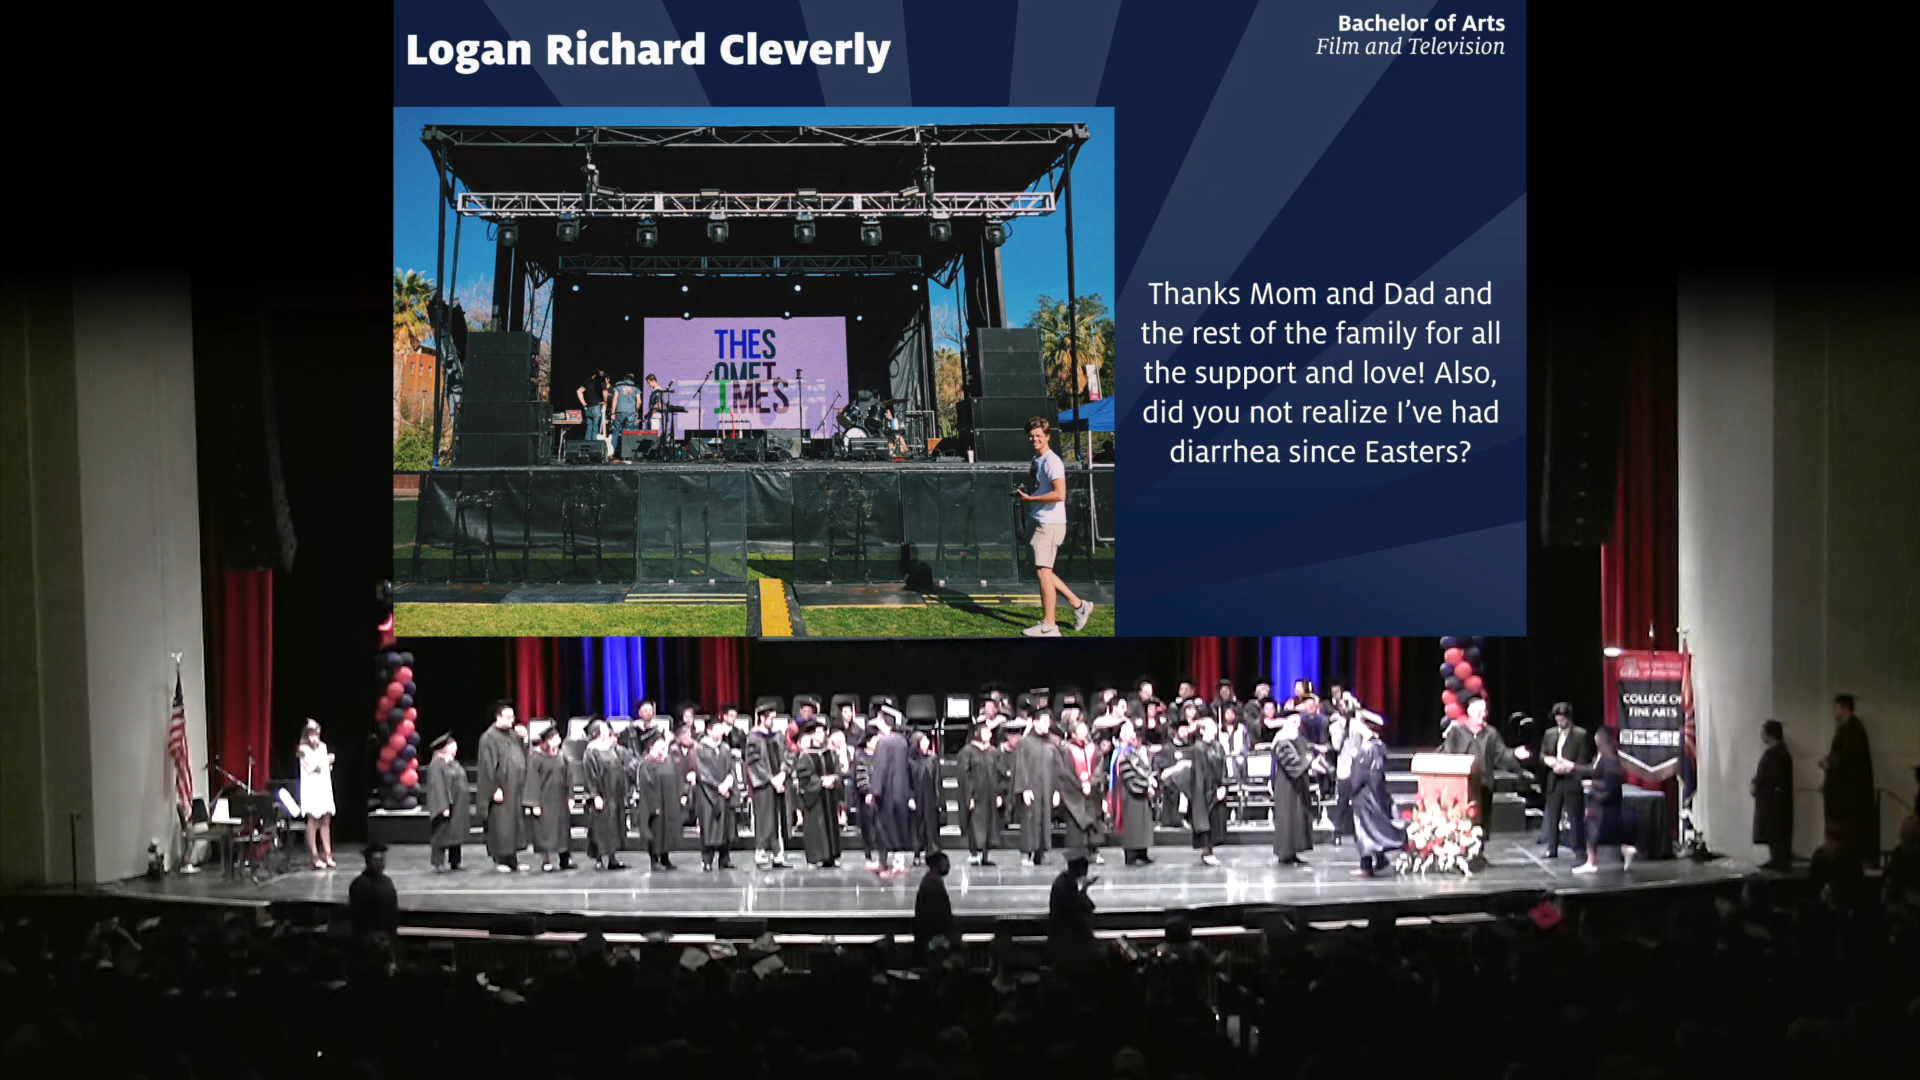 Logan Richard Cleverly
Bachelor of Arts
Film and Television
THES
OMET
IMES
Thanks Mom and Dad and
the rest of the family for all
the support and love! Also,
did you not realize I've had
diarrhea since Easters?
COLLEGE OF
FINE ARTS